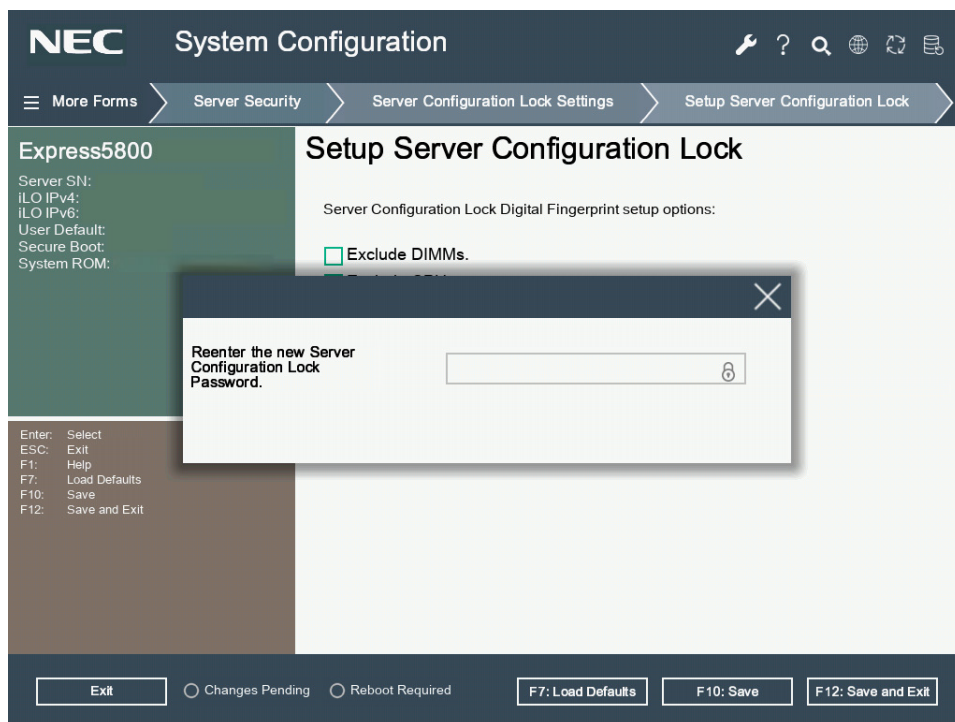 NEC System Configuration
?
More Forms
Server Security
Server Configuration Lock Settings
Setup Server Configuration Lock
Express5800
Server SN:
iLO IPv4:
iLO IPv6:
User Default:
Secure Boot:
System ROM:
Setup Server Configuration Lock
Server Configuration Lock Digital Fingerprint setup options:
Exclude DIMMs.
Reenter the new Server
Configuration Lock
Password.
Enter: Select
ESC: Exit
F1: Help
F7: Load Defaults
F10: Save
F12: Save and Exit
Exit
Changes Pending
Reboot Required
F7: Load Defaults
F10: Save
F12: Save and Exit